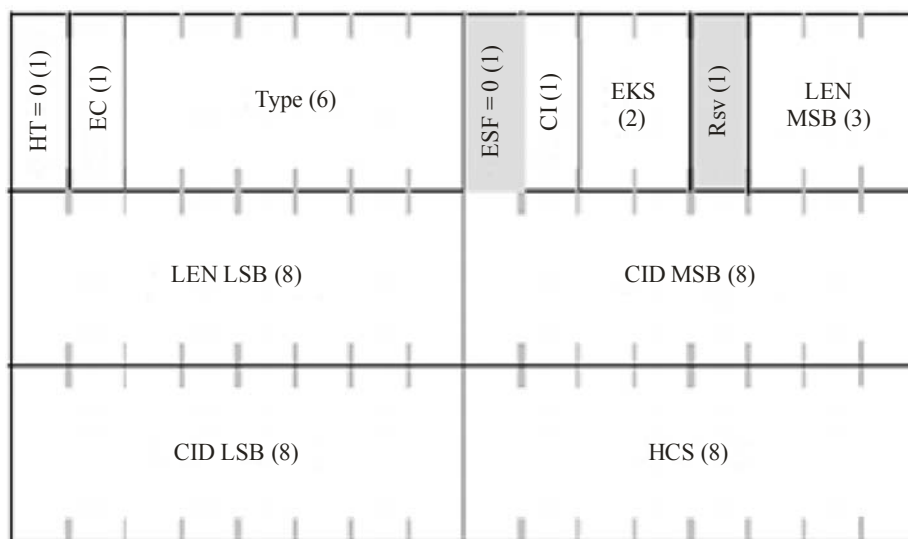 HT = 0 (1)
EC (1)
Type (6)
ESF = 0 (1)
CI (1)
EKS
(2)
Rsv (1)
LEN
MSB (3)
LEN LSB (8)
CID MSB (8)
CID LSB (8)
HCS (8)